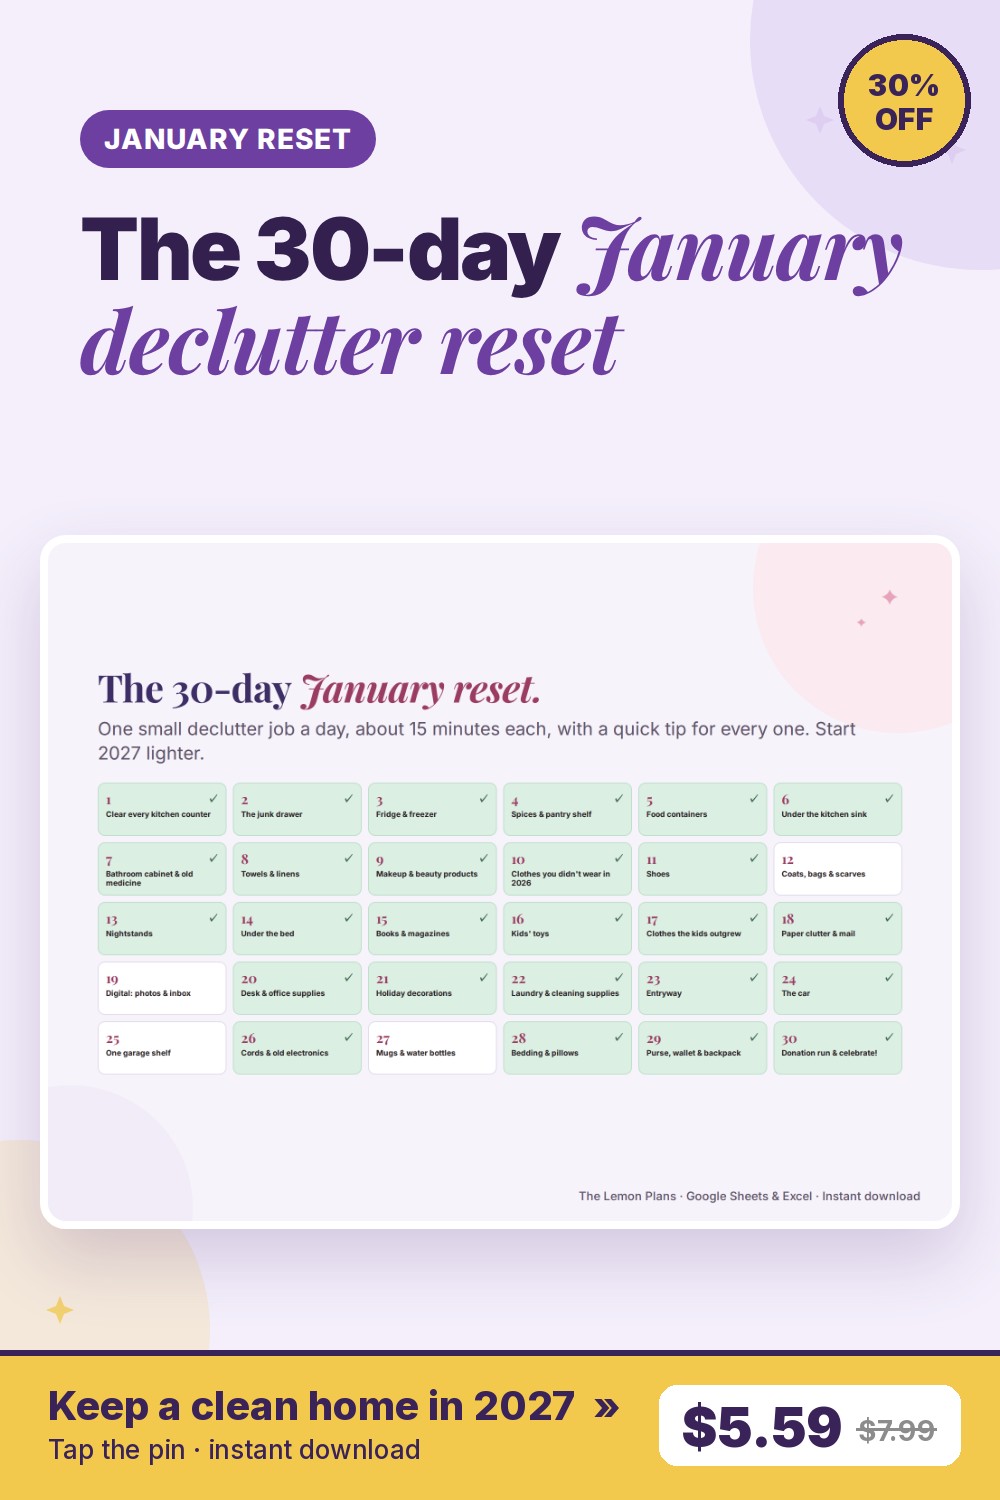 30%
OFF
JANUARY RESET
The 30-day January
declutter reset
The 30-day January reset.
One small declutter job a day, about 15 minutes each, with a quick tip for every one. Start
2027 lighter.
1 ✓
Clear every kitchen counter
2 ✓
The junk drawer
3 ✓
Fridge & freezer
4 ✓
Spices & pantry shelf
5 ✓
Food containers
6 ✓
Under the kitchen sink
7 ✓
Bathroom cabinet & old
medicine
8 ✓
Towels & linens
9 ✓
Makeup & beauty products
10 ✓
Clothes you didn't wear in
2026
11 ✓
Shoes
12
Coats, bags & scarves
13 ✓
Nightstands
14 ✓
Under the bed
15 ✓
Books & magazines
16 ✓
Kids' toys
17 ✓
Clothes the kids outgrew
18 ✓
Paper clutter & mail
19
Digital: photos & inbox
20 ✓
Desk & office supplies
21 ✓
Holiday decorations
22 ✓
Laundry & cleaning supplies
23 ✓
Entryway
24 ✓
The car
25
One garage shelf
26 ✓
Cords & old electronics
27
Mugs & water bottles
28 ✓
Bedding & pillows
29 ✓
Purse, wallet & backpack
30 ✓
Donation run & celebrate!
The Lemon Plans · Google Sheets & Excel · Instant download
Keep a clean home in 2027 »
Tap the pin · instant download
$5.59 $7.99